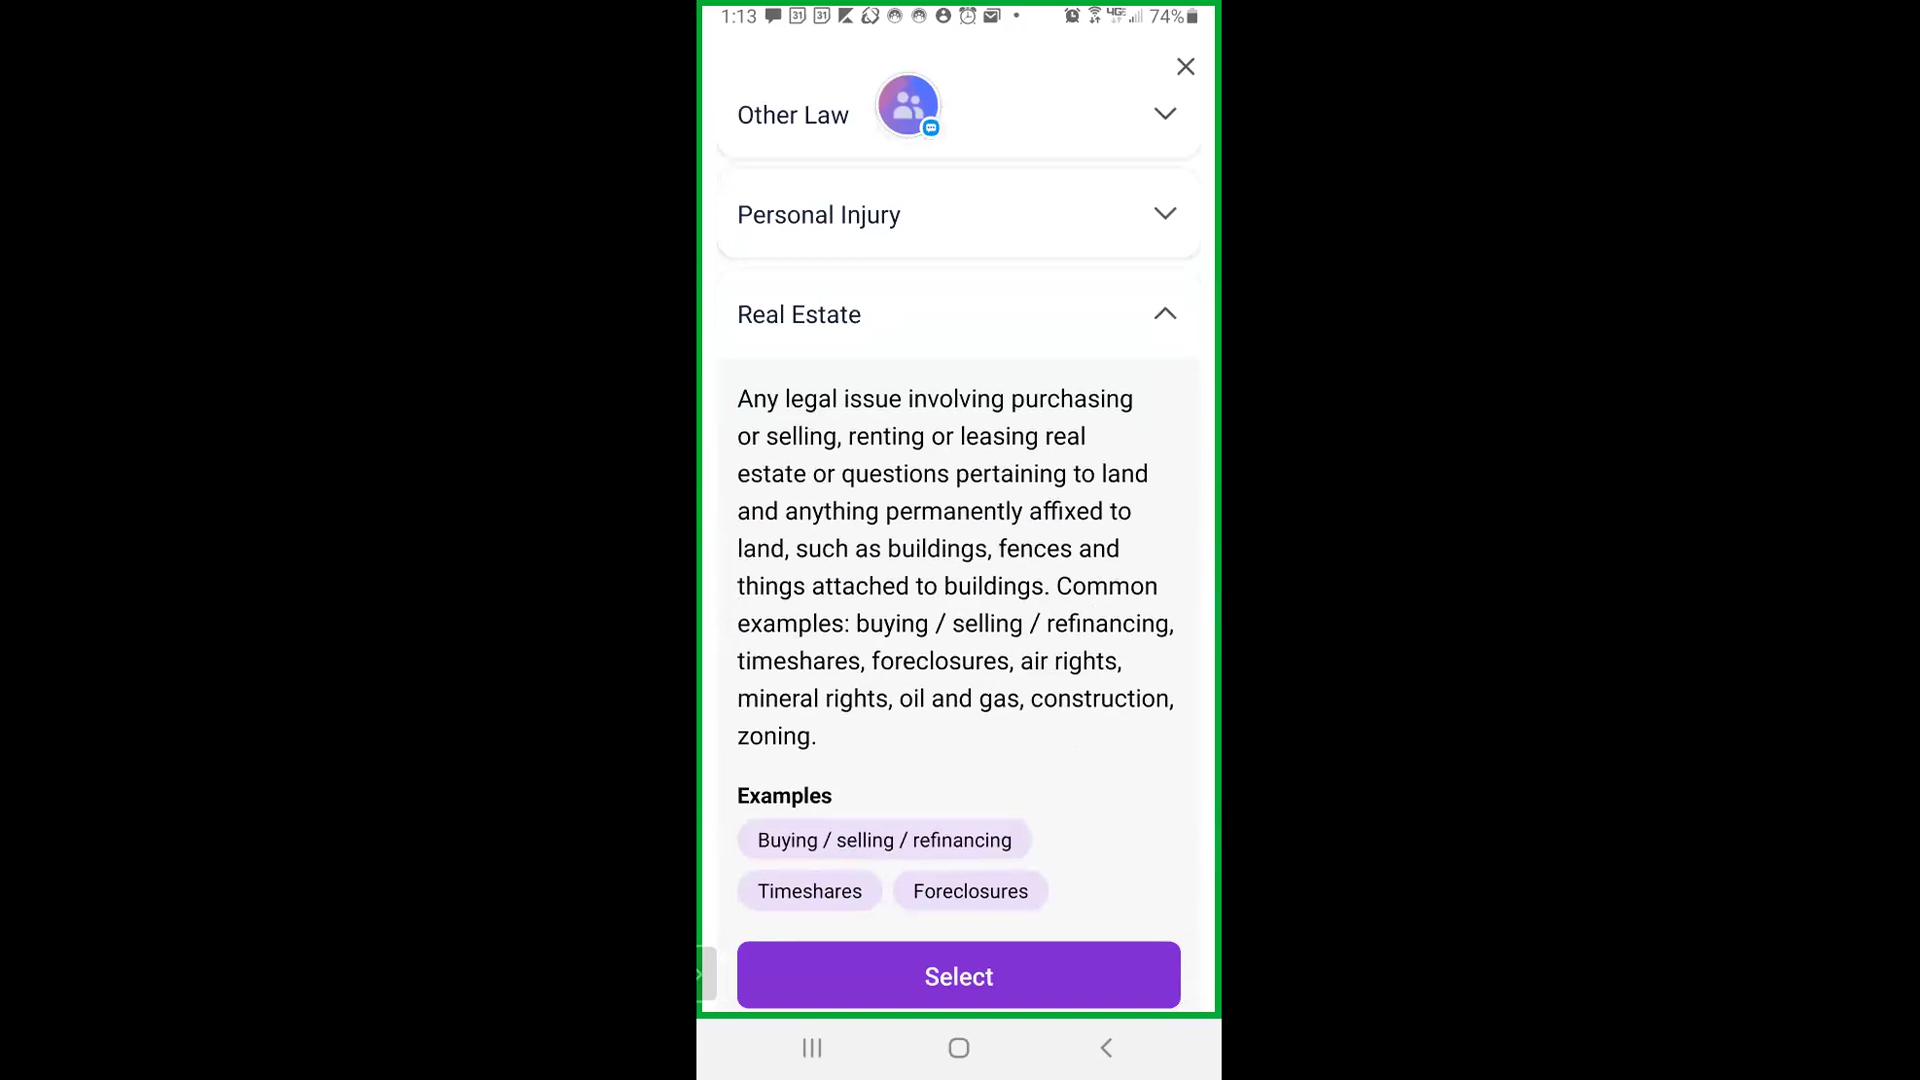 1:13
31
31
4G
74%
Other Law
Personal Injury
Real Estate
Any legal issue involving purchasing
or selling, renting or leasing real
estate or questions pertaining to land
and anything permanently affixed to
land, such as buildings, fences and
things attached to buildings. Common
examples: buying / selling / refinancing,
timeshares, foreclosures, air rights,
mineral rights, oil and gas, construction,
zoning.
Examples
Buying / selling / refinancing
Timeshares
Foreclosures
Select